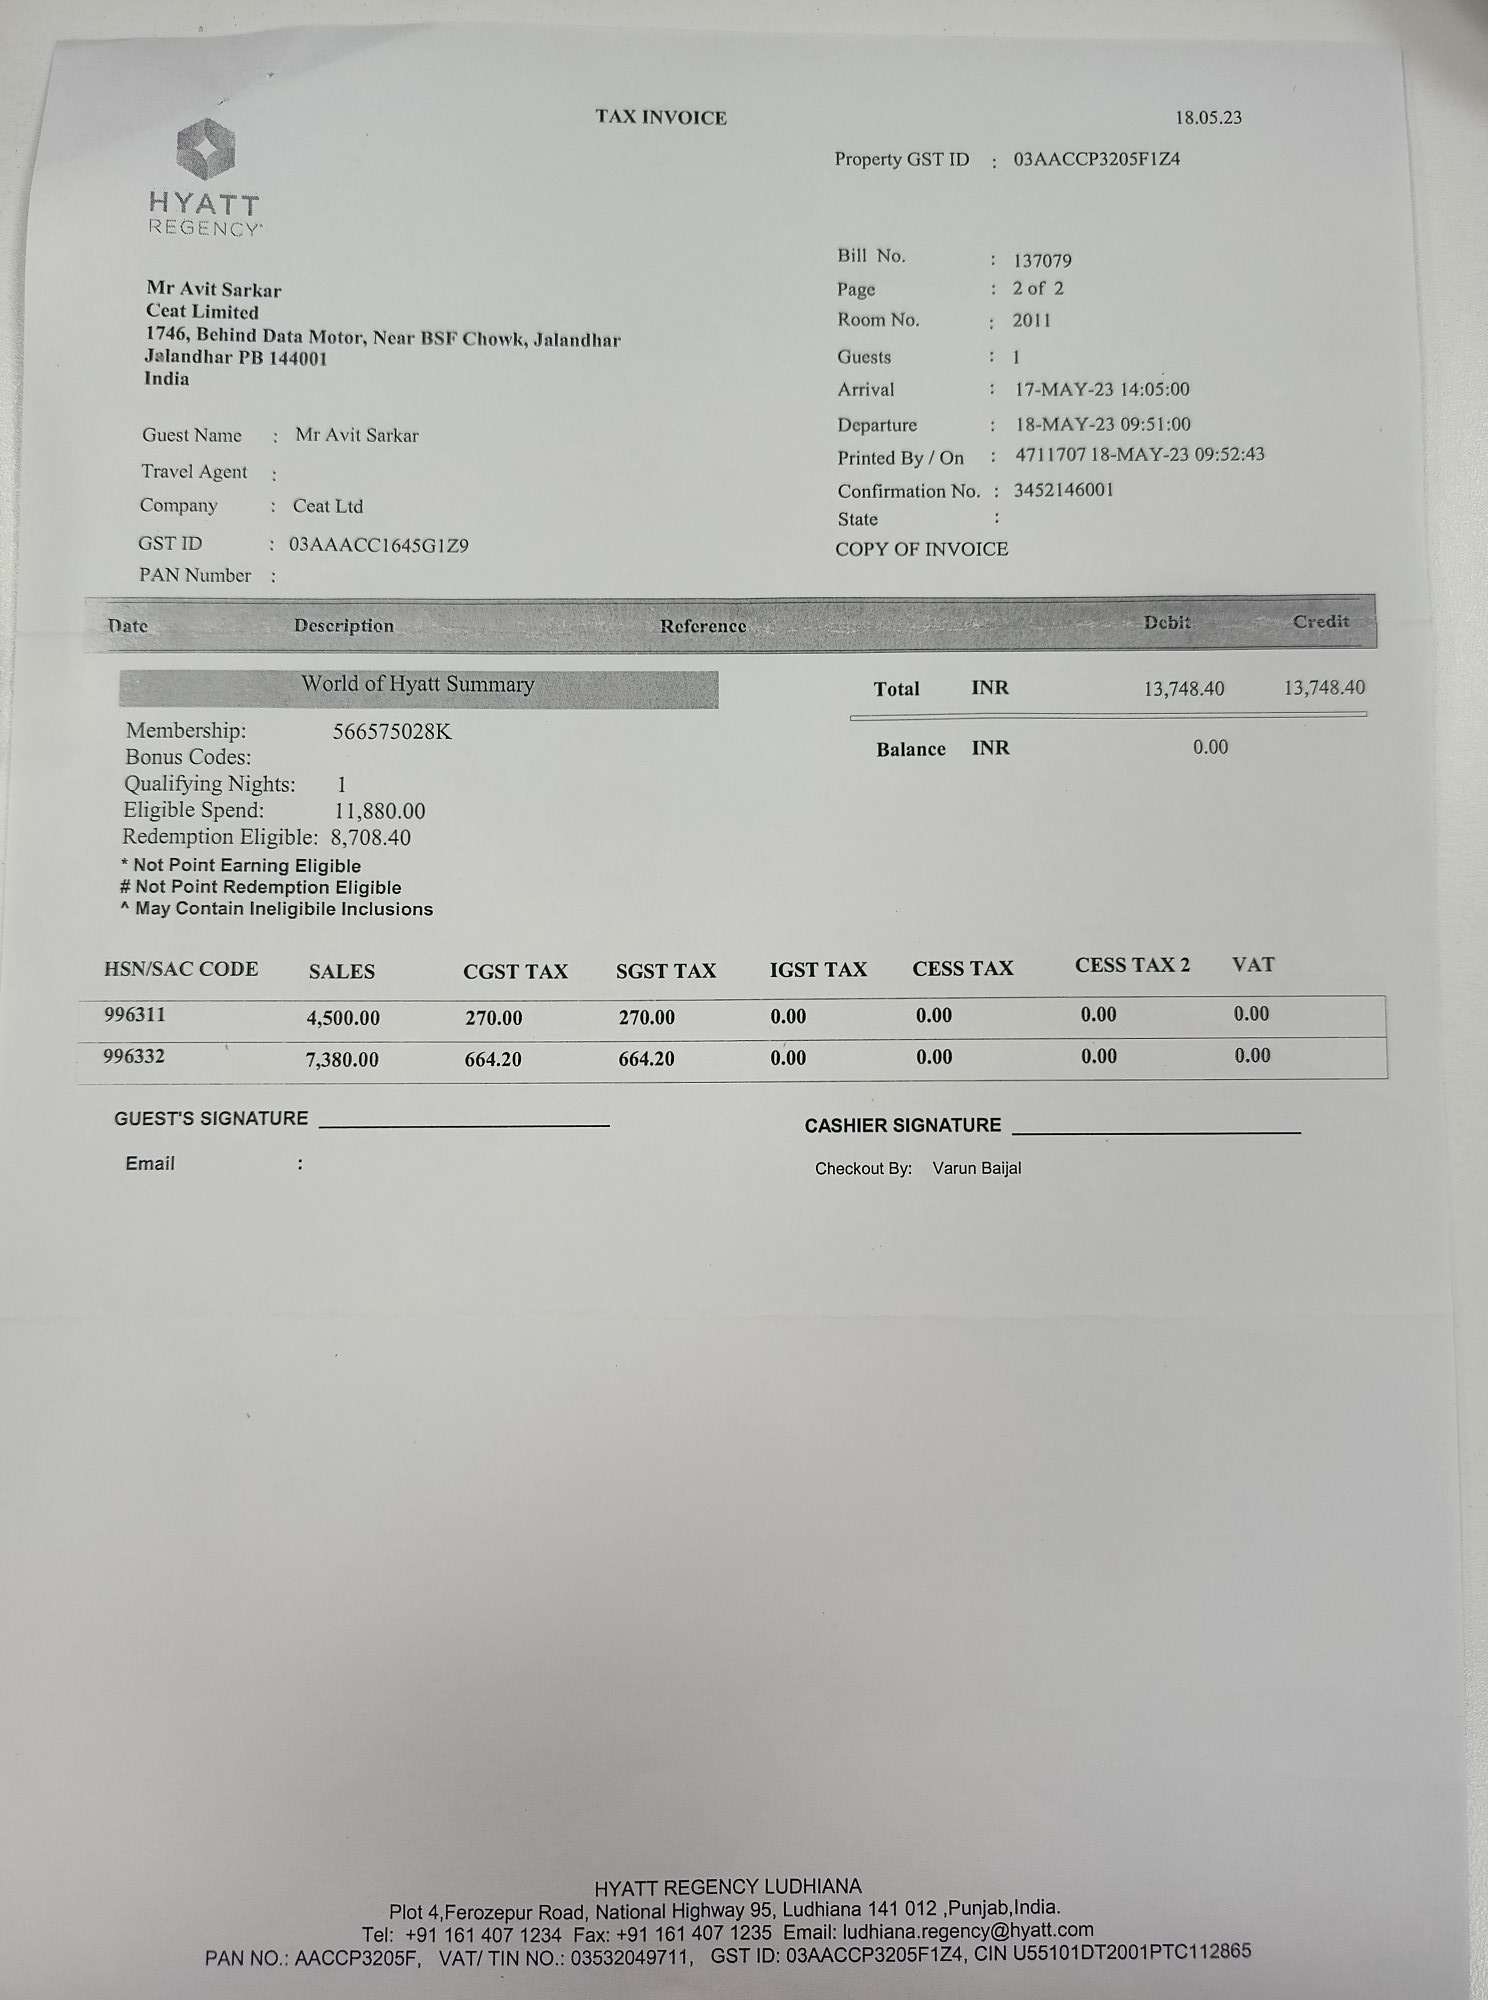 TAX INVOICE 18.05.23
Property GST ID : 03AACCP3205F1Z4
HYATT
REGENCY
Mr Avit Sarkar
Ceat Limited
1746, Behind Data Motor, Near BSF Chowk, Jalandhar
Jalandhar PB 144001
India
Guest Name : Mr Avit Sarkar
Travel Agent :
Company : Ceat Ltd
GST ID : 03AAACC1645G1Z9
PAN Number :
Bill No. : 137079
Page : 2 of 2
Room No. : 2011
Guests : 1
Arrival : 17-MAY-23 14:05:00
Departure : 18-MAY-23 09:51:00
Printed By / On : 4711707 18-MAY-23 09:52:43
Confirmation No. : 3452146001
State :
COPY OF INVOICE
Date Description Reference Debit Credit
World of Hyatt Summary
Membership: 566575028K
Bonus Codes:
Qualifying Nights: 1
Eligible Spend: 11,880.00
Redemption Eligible: 8,708.40
* Not Point Earning Eligible
# Not Point Redemption Eligible
^ May Contain Ineligibile Inclusions
Total INR 13,748.40 13,748.40
Balance INR 0.00
HSN/SAC CODE SALES CGST TAX SGST TAX IGST TAX CESS TAX CESS TAX 2 VAT
996311 4,500.00 270.00 270.00 0.00 0.00 0.00 0.00
996332 7,380.00 664.20 664.20 0.00 0.00 0.00 0.00
GUEST'S SIGNATURE
CASHIER SIGNATURE
Email :
Checkout By: Varun Baijal
HYATT REGENCY LUDHIANA
Plot 4,Ferozepur Road, National Highway 95, Ludhiana 141 012 ,Punjab,India.
Tel: +91 161 407 1234 Fax: +91 161 407 1235 Email: ludhiana.regency@hyatt.com
PAN NO.: AACCP3205F, VAT/ TIN NO.: 03532049711, GST ID: 03AACCP3205F1Z4, CIN U55101DT2001PTC112865